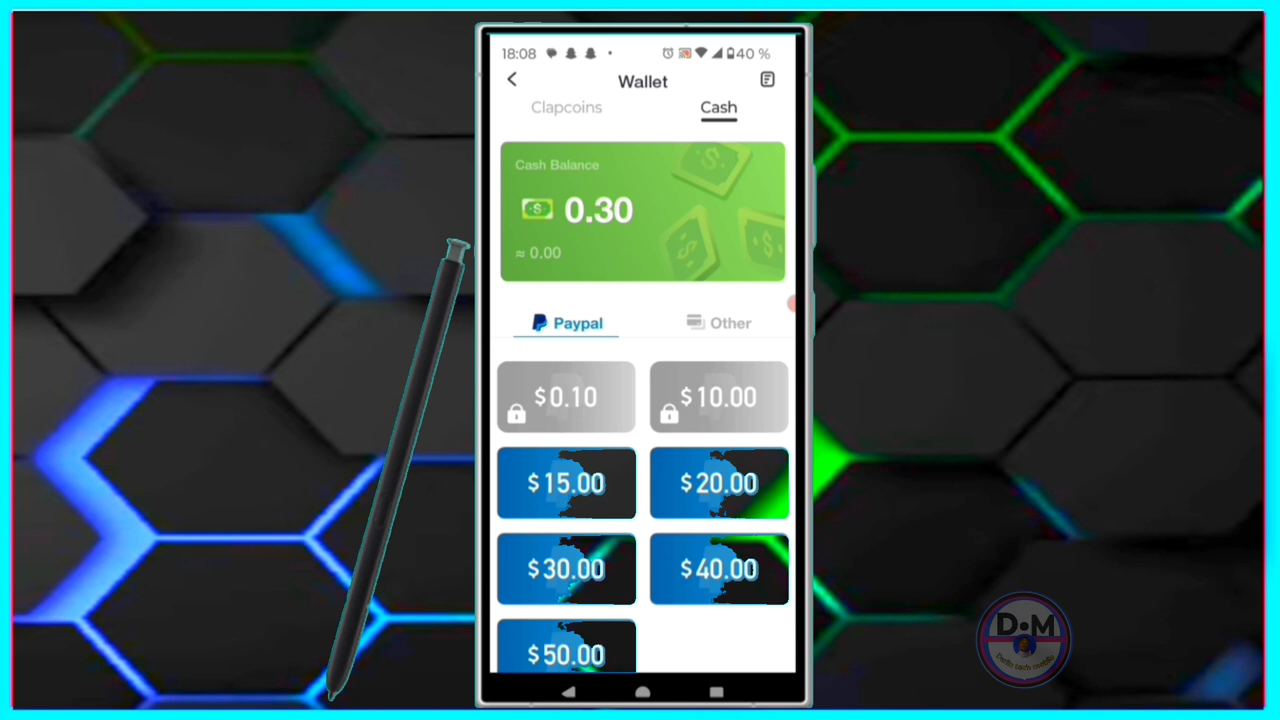 18:08
40 %
Wallet
Clapcoins
Cash
Cash Balance
0.30
≈ 0.00
Paypal
Other
$0.10
$10.00
$15.00
$20.00
$30.00
$40.00
$50.00
D•M